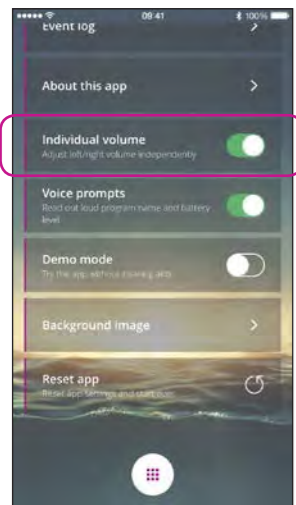 09:41
100%
Event log
About this app
Individual volume
Adjust left/right volume independently
Voice prompts
Read out loud program name and battery
level
Demo mode
Try the app without hearing aids
Background image
Reset app
Reset app settings and start over